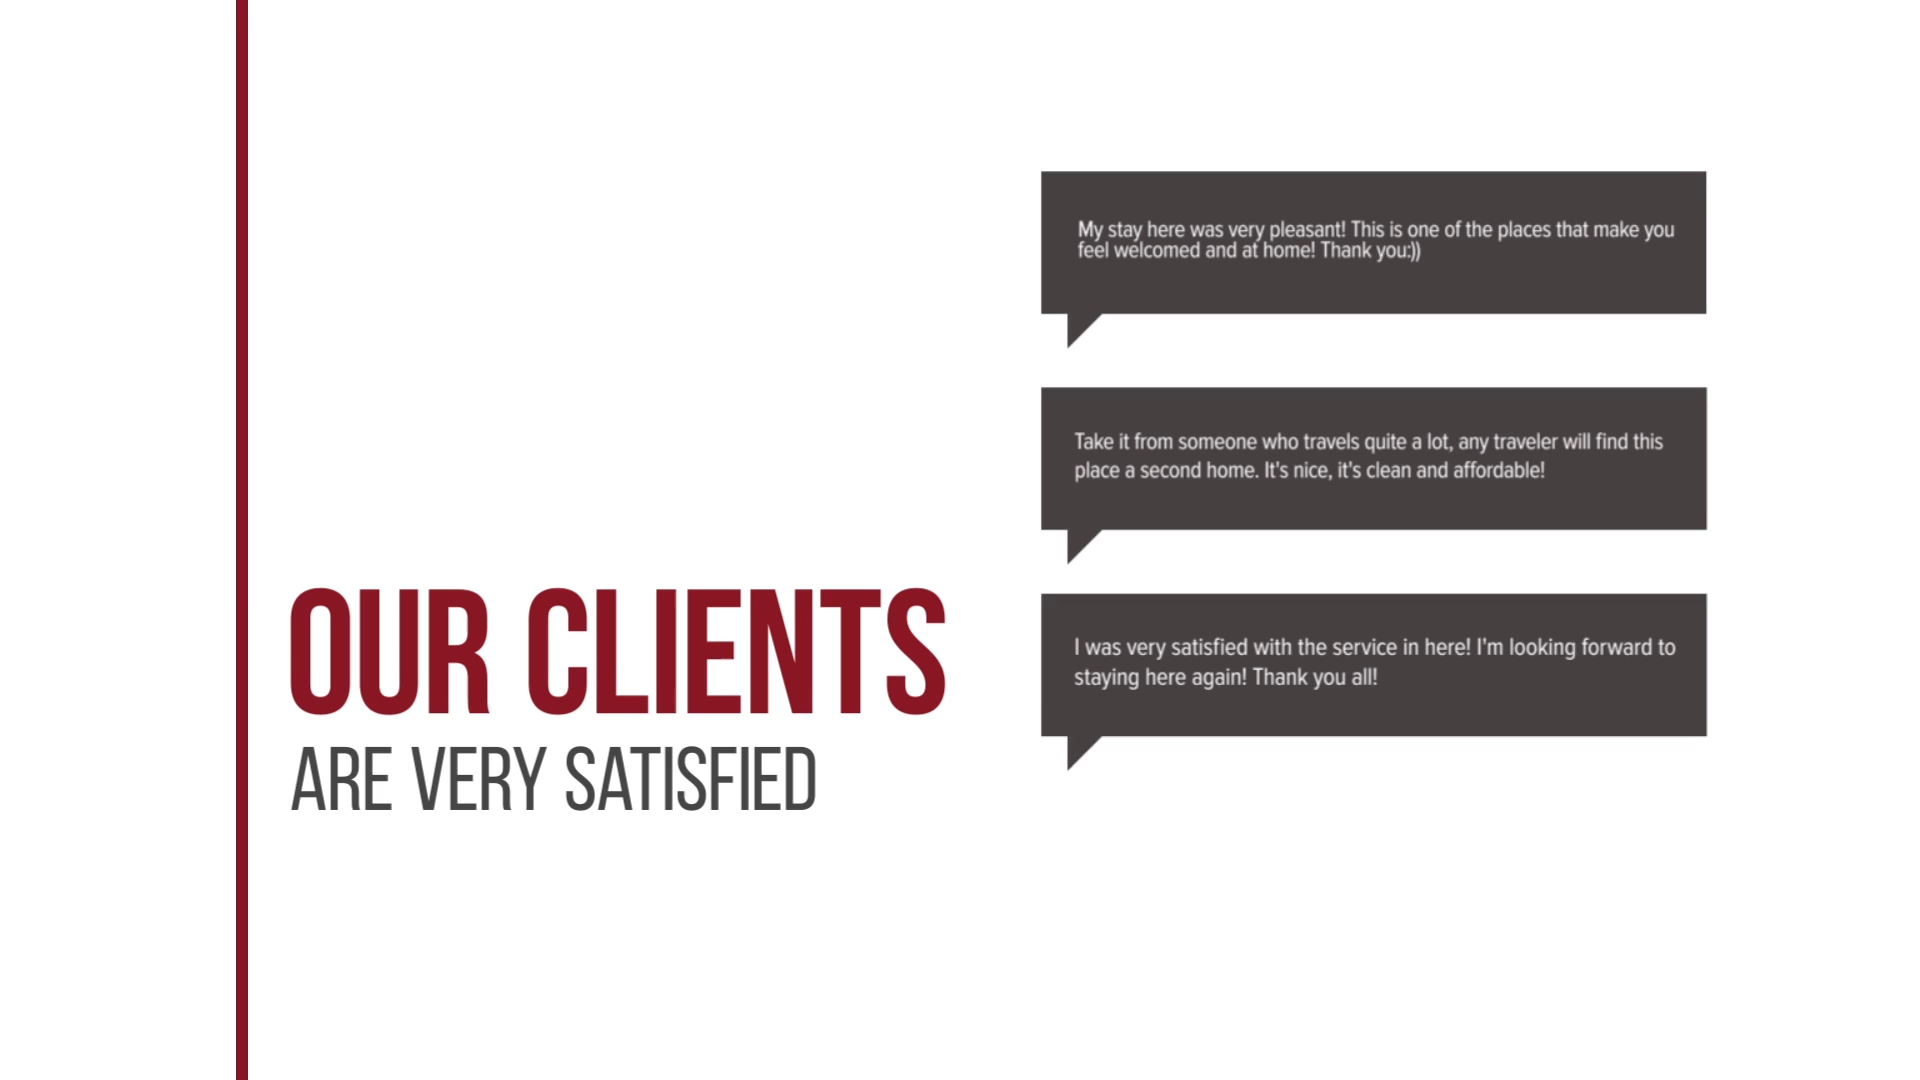 OUR CLIENTS
ARE VERY SATISFIED
My stay here was very pleasant! This is one of the places that make you
feel welcomed and at home! Thank you:))
Take it from someone who travels quite a lot, any traveler will find this
place a second home. It's nice, it's clean and affordable!
I was very satisfied with the service in here! I'm looking forward to
staying here again! Thank you all!